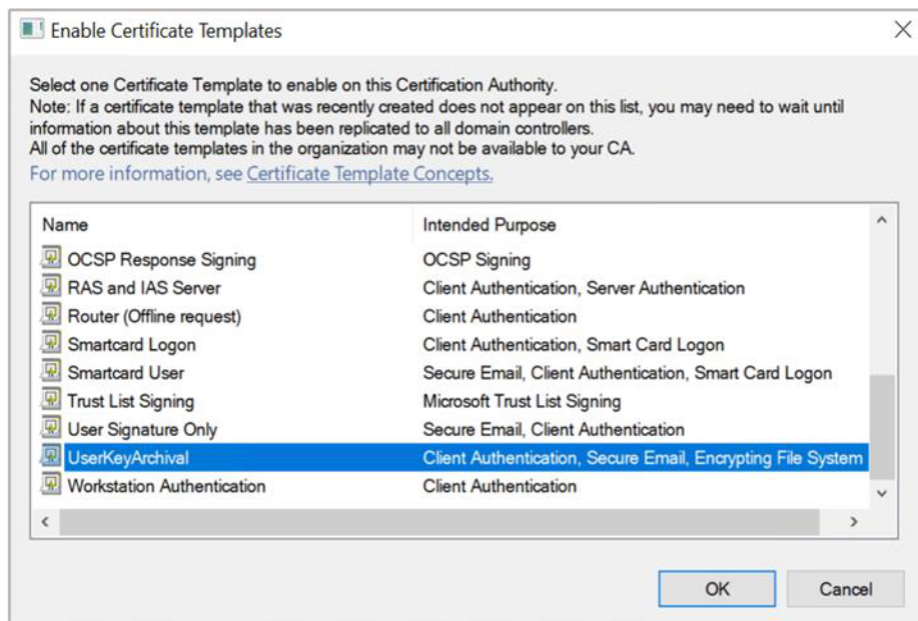 Enable Certificate Templates
Select one Certificate Template to enable on this Certification Authority.
Note: If a certificate template that was recently created does not appear on this list, you may need to wait until
information about this template has been replicated to all domain controllers.
All of the certificate templates in the organization may not be available to your CA.
For more information, see Certificate Template Concepts.
Name Intended Purpose
OCSP Response Signing OCSP Signing
RAS and IAS Server Client Authentication, Server Authentication
Router (Offline request) Client Authentication
Smartcard Logon Client Authentication, Smart Card Logon
Smartcard User Secure Email, Client Authentication, Smart Card Logon
Trust List Signing Microsoft Trust List Signing
User Signature Only Secure Email, Client Authentication
UserKeyArchival Client Authentication, Secure Email, Encrypting File System
Workstation Authentication Client Authentication
OK Cancel